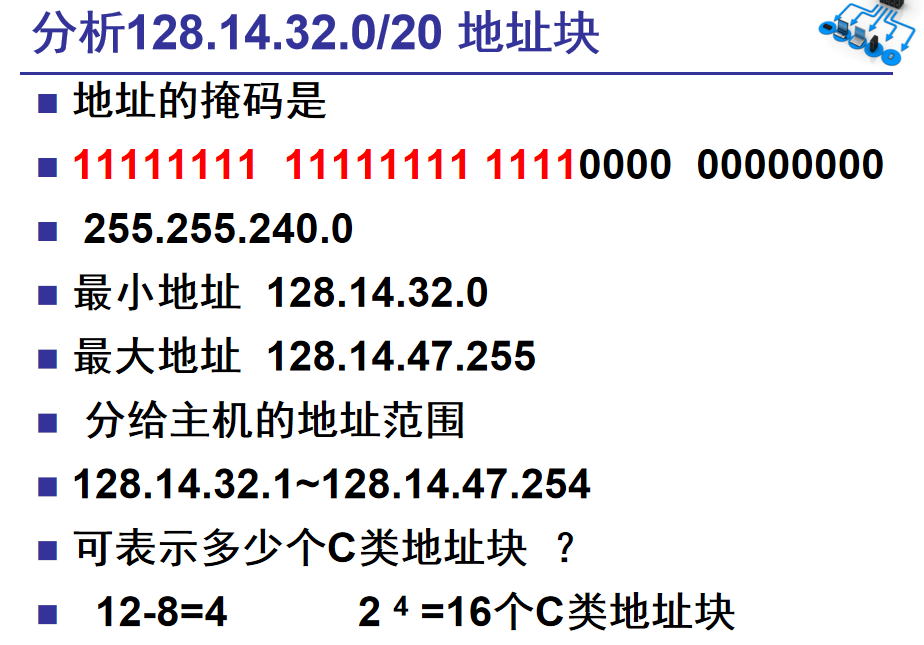 分析128.14.32.0/20 地址块
地址的掩码是
11111111 11111111 11110000 00000000
255.255.240.0
最小地址 128.14.32.0
最大地址 128.14.47.255
分给主机的地址范围
128.14.32.1~128.14.47.254
可表示多少个C类地址块 ?
12-8=4 2 ⁴ =16个C类地址块